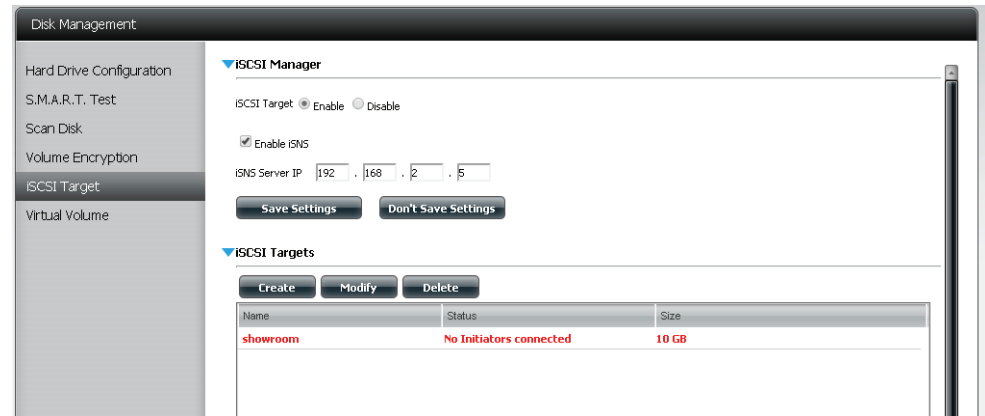 Disk Management
Hard Drive Configuration
S.M.A.R.T. Test
Scan Disk
Volume Encryption
iSCSI Target
Virtual Volume
iSCSI Manager
iSCSI Target Enable Disable
Enable iSNS
iSNS Server IP 192 . 168 . 2 . 5
Save Settings Don't Save Settings
iSCSI Targets
Create Modify Delete
Name Status Size
showroom No Initiators connected 10 GB